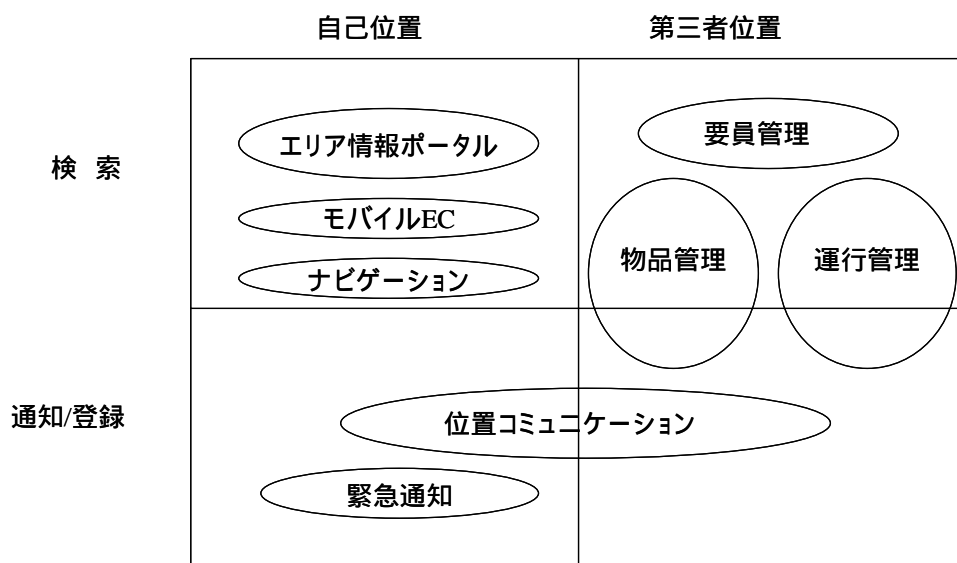 自己位置
第三者位置
検 索
エリア情報ポータル
要員管理
モバイルEC
物品管理
運行管理
ナビゲーション
通知/登録
位置コミュニケーション
緊急通知